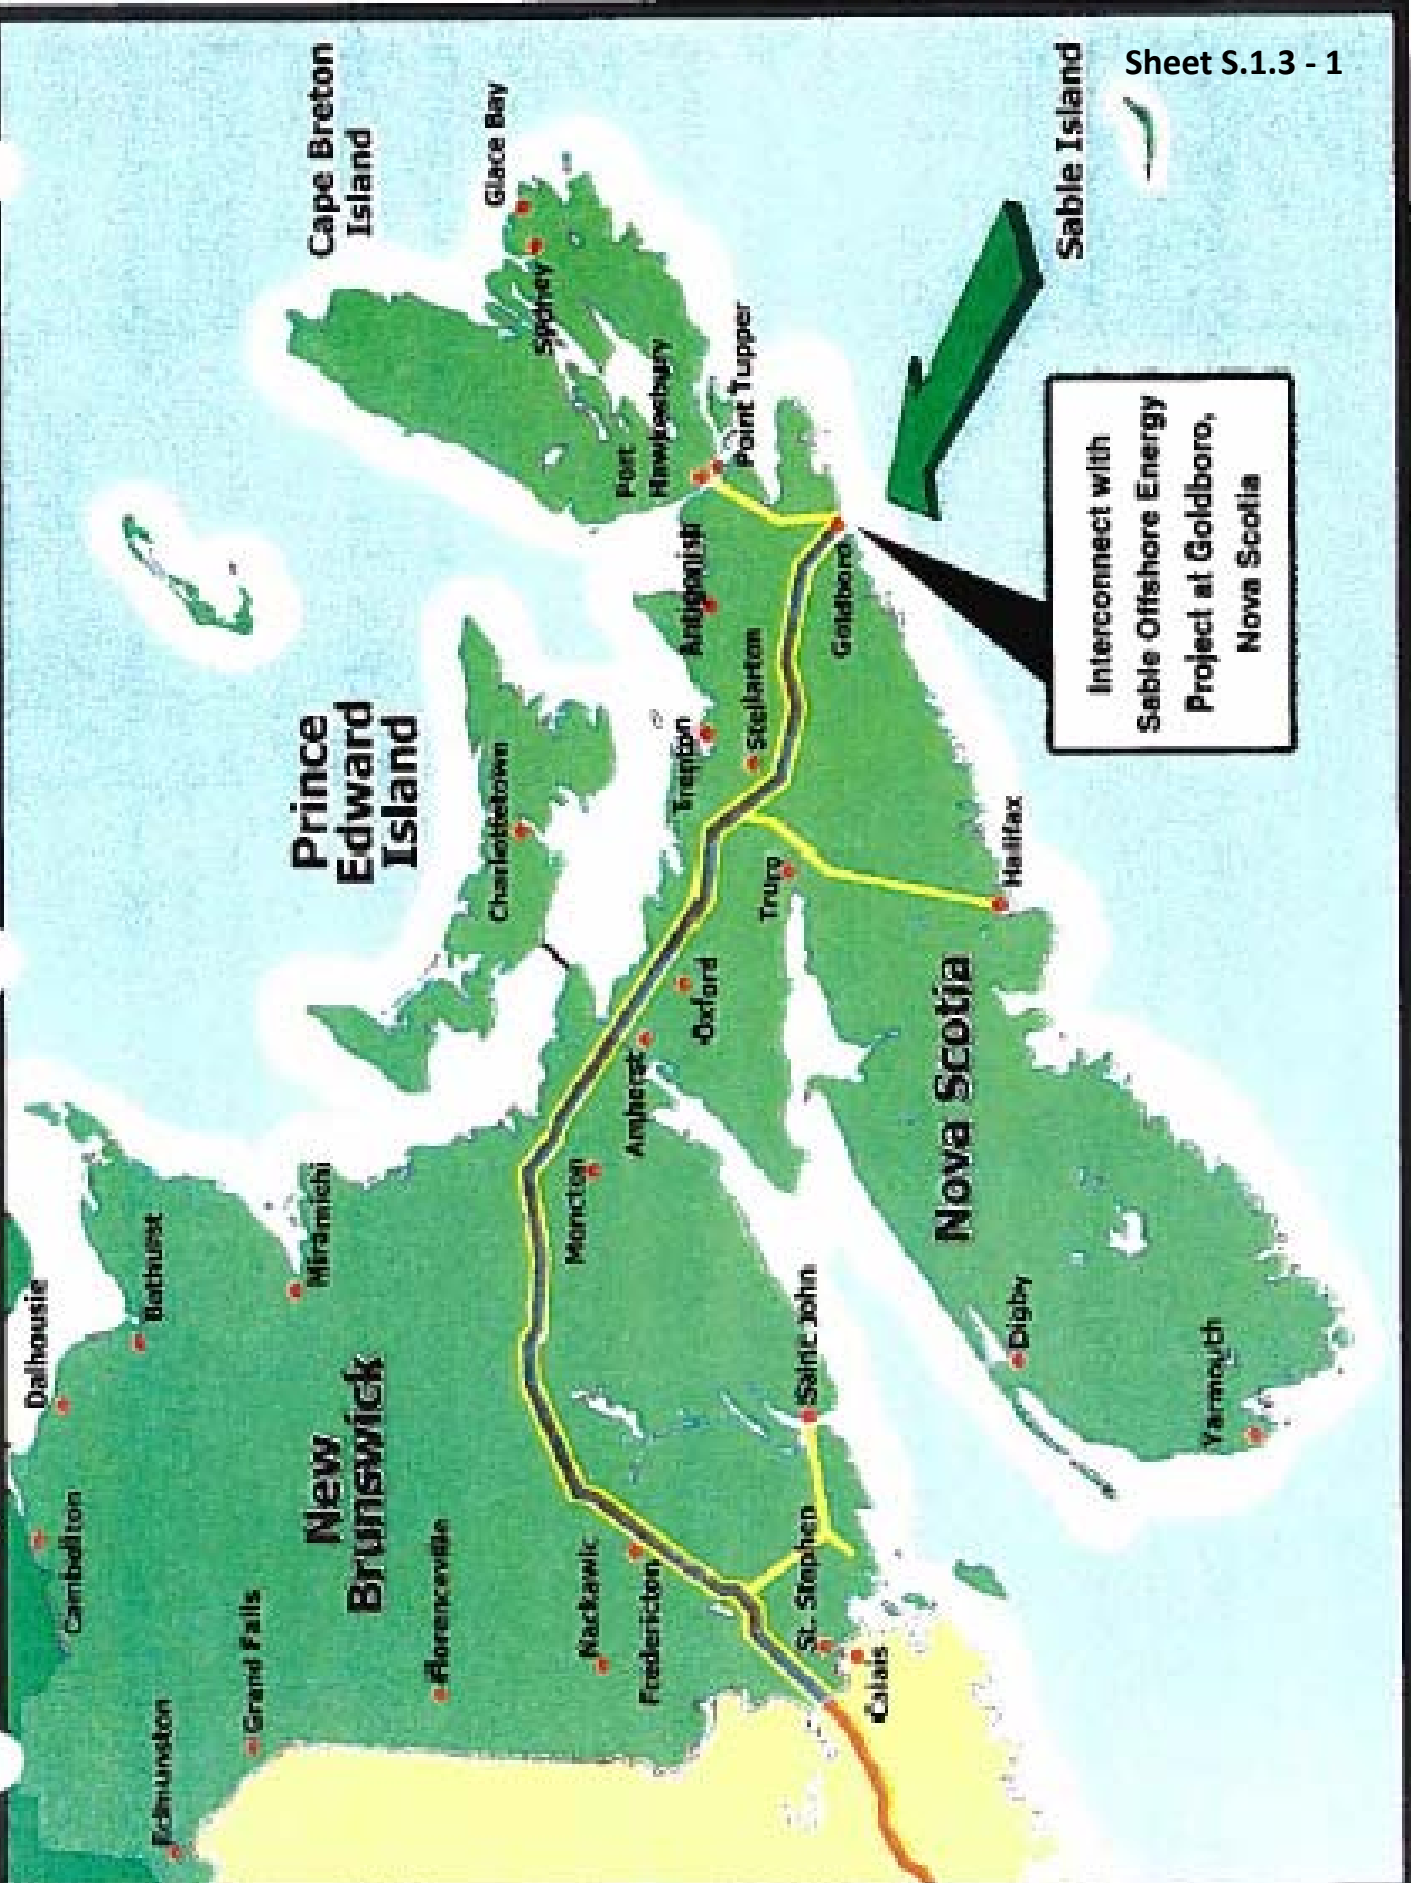 Sheet S.1.3 - 1
Edmunston
Grand Falls
Cambellton
Dalhousie
Bathurst
Miramichi
New
Brunswick
Florenceville
Nackawic
Fredericton
St. Stephen
Calais
Saint John
Moncton
Amherst
Oxford
Prince
Edward
Island
Charlottetown
Trenton
Stellarton
Truro
Antigonish
Goldboro
Halifax
Nova Scotia
Digby
Yarmouth
Cape Breton
Island
Glace Bay
Sydney
Port
Hawkesbury
Point Tupper
Sable Island
Interconnect with
Sable Offshore Energy
Project at Goldboro,
Nova Scotia